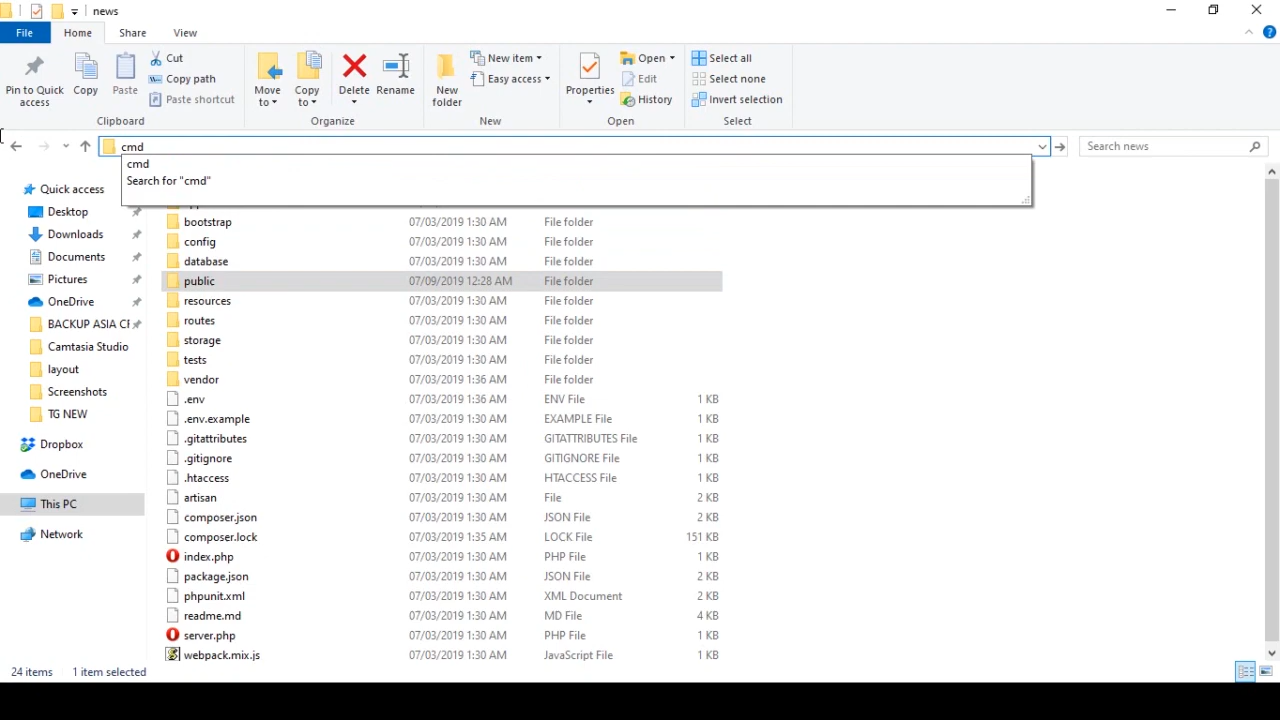 news
File Home Share View
Pin to Quick access
Copy
Paste
Cut
Copy path
Paste shortcut
Clipboard
Move to
Copy to
Delete
Rename
Organize
New folder
New item
Easy access
New
Properties
Open
Edit
History
Open
Select all
Select none
Invert selection
Select
cmd
Search news
cmd
Search for "cmd"
Quick access
Desktop
Downloads
Documents
Pictures
OneDrive
BACKUP ASIA
Camtasia Studio
layout
Screenshots
TG NEW
Dropbox
OneDrive
This PC
Network
bootstrap 07/03/2019 1:30 AM File folder
config 07/03/2019 1:30 AM File folder
database 07/03/2019 1:30 AM File folder
public 07/09/2019 12:28 AM File folder
resources 07/03/2019 1:30 AM File folder
routes 07/03/2019 1:30 AM File folder
storage 07/03/2019 1:30 AM File folder
tests 07/03/2019 1:30 AM File folder
vendor 07/03/2019 1:36 AM File folder
.env 07/03/2019 1:36 AM ENV File 1 KB
.env.example 07/03/2019 1:30 AM EXAMPLE File 1 KB
.gitattributes 07/03/2019 1:30 AM GITATTRIBUTES File 1 KB
.gitignore 07/03/2019 1:30 AM GITIGNORE File 1 KB
.htaccess 07/03/2019 1:30 AM HTACCESS File 1 KB
artisan 07/03/2019 1:30 AM File 2 KB
composer.json 07/03/2019 1:30 AM JSON File 2 KB
composer.lock 07/03/2019 1:35 AM LOCK File 151 KB
index.php 07/03/2019 1:30 AM PHP File 1 KB
package.json 07/03/2019 1:30 AM JSON File 2 KB
phpunit.xml 07/03/2019 1:30 AM XML Document 2 KB
readme.md 07/03/2019 1:30 AM MD File 4 KB
server.php 07/03/2019 1:30 AM PHP File 1 KB
webpack.mix.js 07/03/2019 1:30 AM JavaScript File 1 KB
24 items 1 item selected